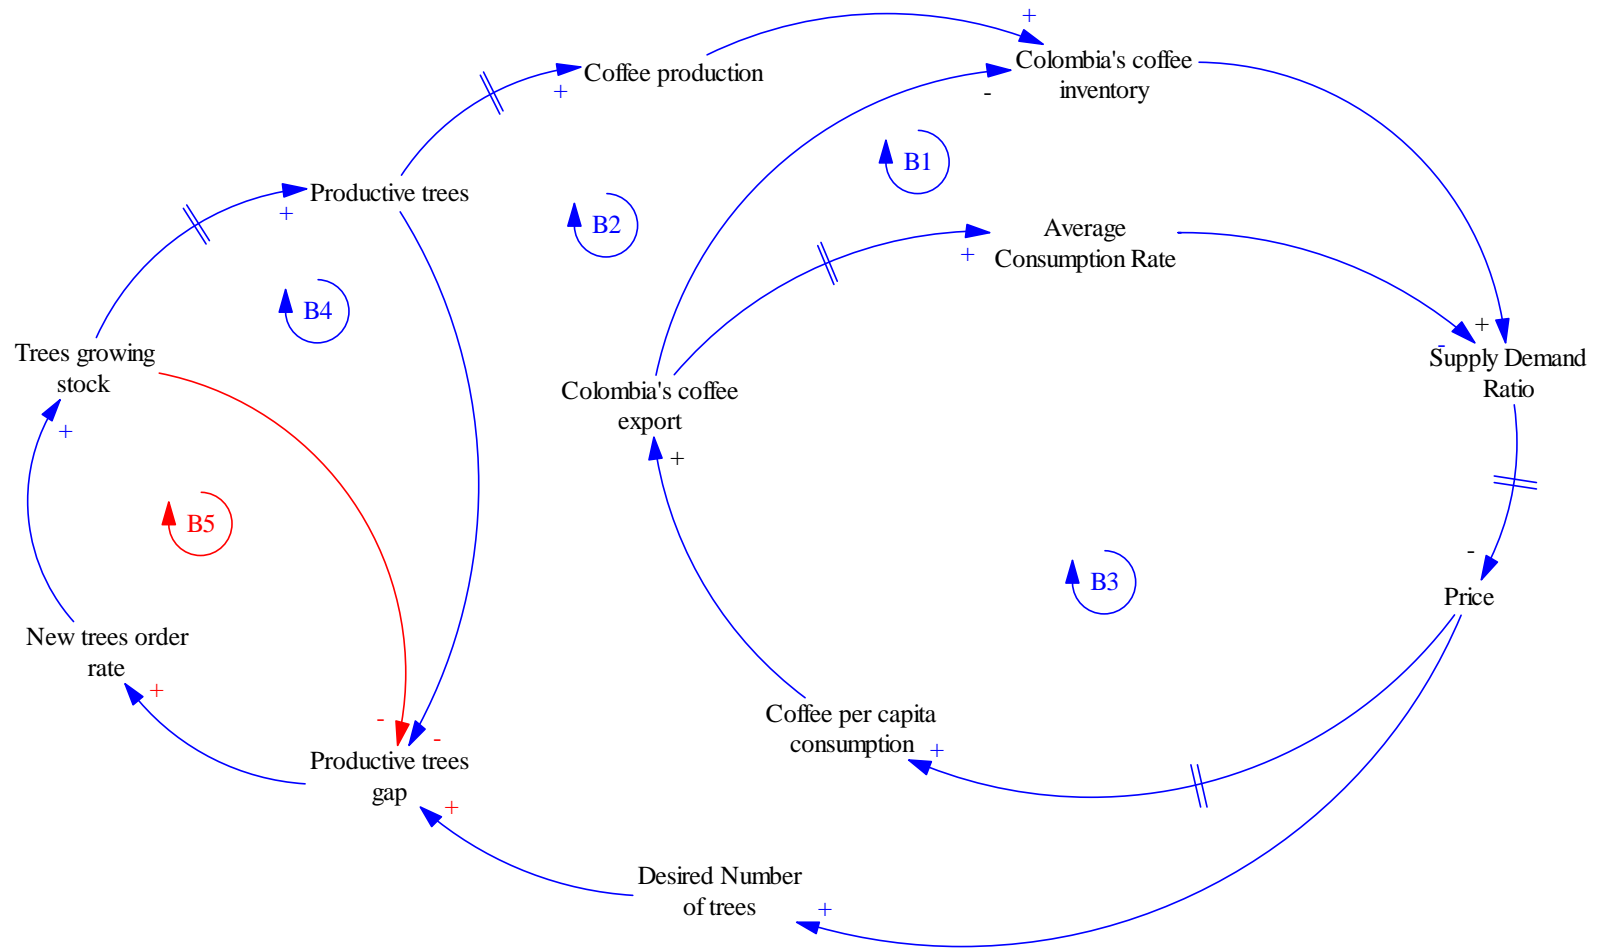 +
Colombia's coffee
inventory
Coffee production
+
-
B1
Productive trees
+
B2
Average
Consumption Rate
+
B4
+
-
Supply Demand
Ratio
Trees growing
stock
+
Colombia's coffee
export
+
B5
-
B3
Price
New trees order
rate
+
-
-
Coffee per capita
consumption
+
Productive trees
gap
+
Desired Number
of trees
+